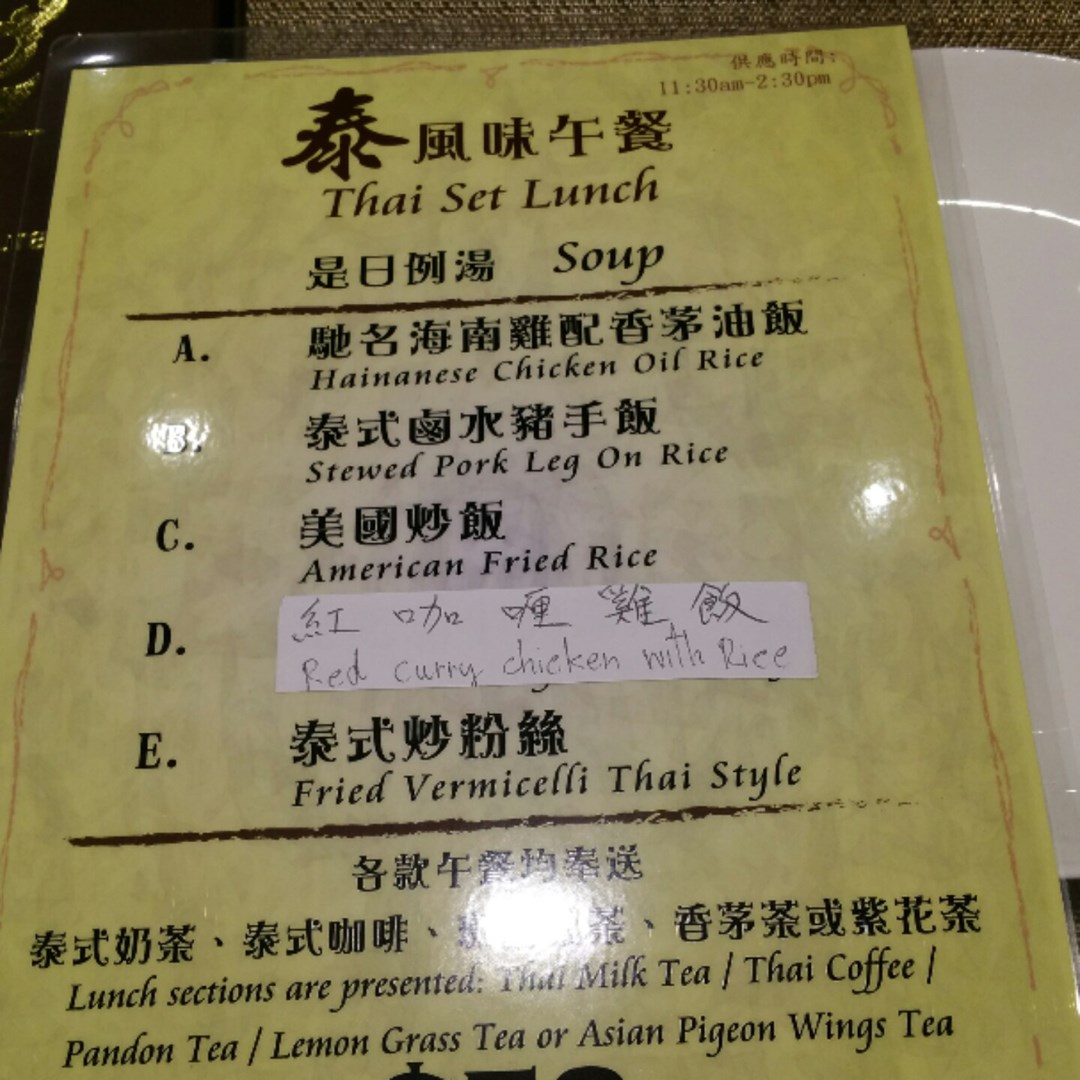 供應時間:
11:30am-2:30pm
泰風味午餐
Thai Set Lunch
是日例湯 Soup
A. 馳名海南雞配香茅油飯
Hainanese Chicken Oil Rice
B. 泰式鹵水豬手飯
Stewed Pork Leg On Rice
C. 美國炒飯
American Fried Rice
D. 紅咖喱雞飯
Red curry chicken with Rice
E. 泰式炒粉絲
Fried Vermicelli Thai Style
各款午餐均奉送
泰式奶茶、泰式咖啡、茶、香茅茶或紫花茶
Lunch sections are presented: Thai Milk Tea / Thai Coffee /
Pandon Tea / Lemon Grass Tea or Asian Pigeon Wings Tea